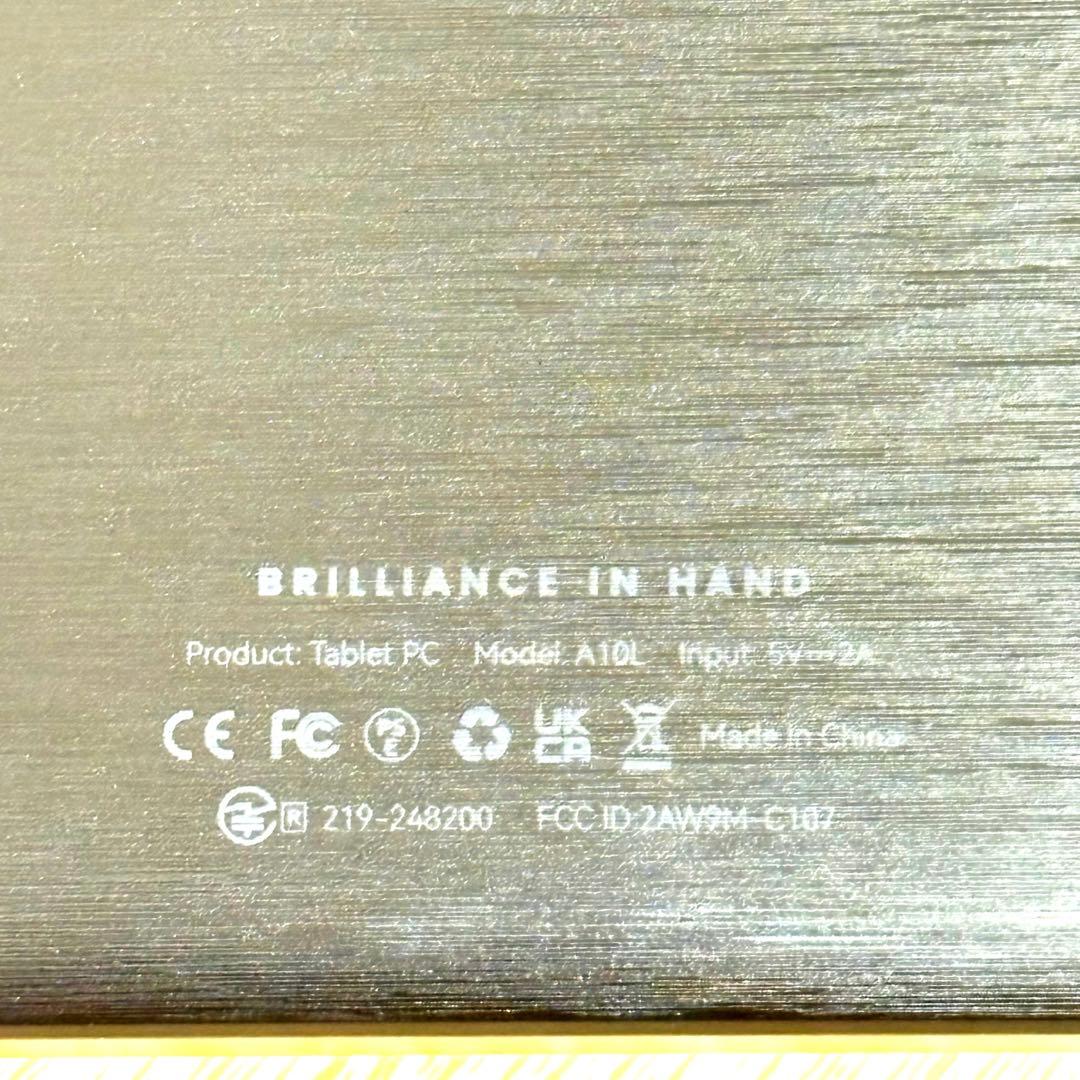 BRILLIANCE IN HAND
Product: Tablet PC Model: A10L Input: 5V⎓2A
CE FC PSE UK CA Made in China
R 219-248200 FCC ID:2AW9M-C107